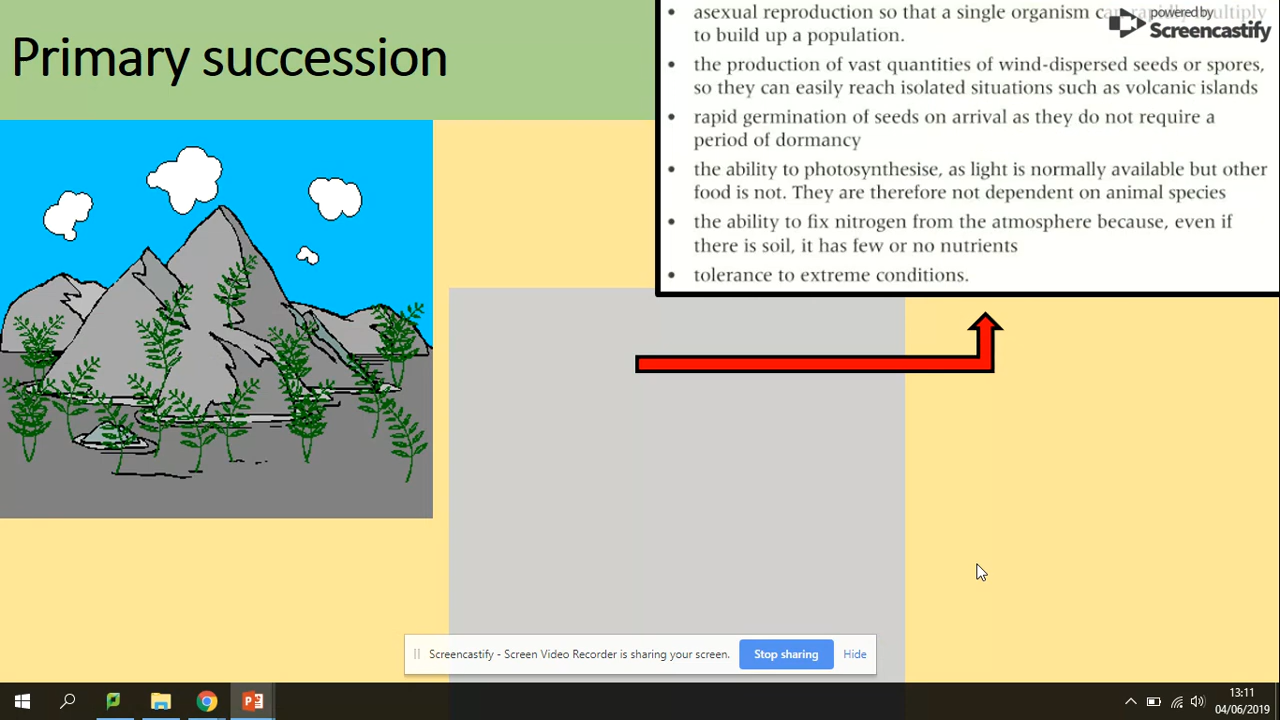 Primary succession
powered by
Screencastify
asexual reproduction so that a single organism can rapidly multiply
to build up a population.
the production of vast quantities of wind-dispersed seeds or spores,
so they can easily reach isolated situations such as volcanic islands
rapid germination of seeds on arrival as they do not require a
period of dormancy
the ability to photosynthesise, as light is normally available but other
food is not. They are therefore not dependent on animal species
the ability to fix nitrogen from the atmosphere because, even if
there is soil, it has few or no nutrients
tolerance to extreme conditions.
Screencastify - Screen Video Recorder is sharing your screen.
Stop sharing
Hide
13:11
04/06/2019